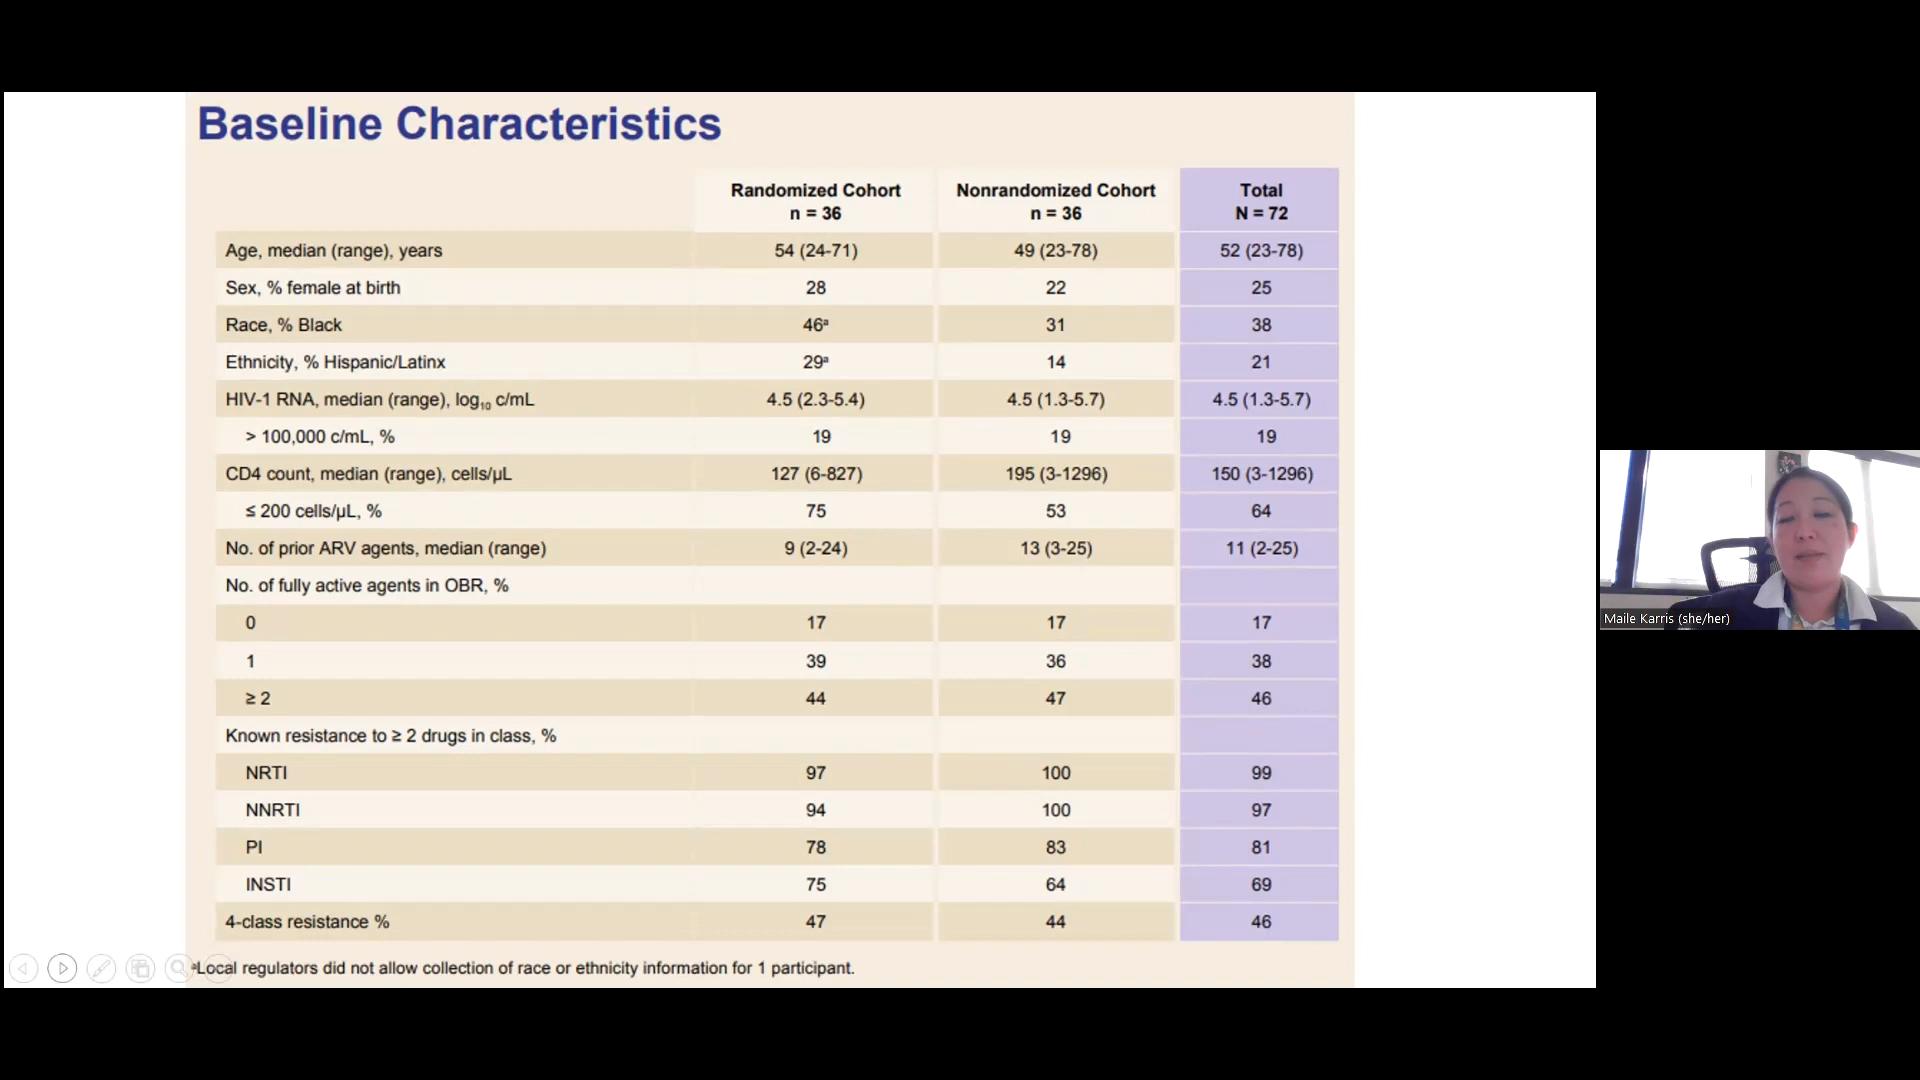 Baseline Characteristics
Randomized Cohort n = 36 Nonrandomized Cohort n = 36 Total N = 72
Age, median (range), years 54 (24-71) 49 (23-78) 52 (23-78)
Sex, % female at birth 28 22 25
Race, % Black 46ᵃ 31 38
Ethnicity, % Hispanic/Latinx 29ᵃ 14 21
HIV-1 RNA, median (range), log₁₀ c/mL 4.5 (2.3-5.4) 4.5 (1.3-5.7) 4.5 (1.3-5.7)
> 100,000 c/mL, % 19 19 19
CD4 count, median (range), cells/µL 127 (6-827) 195 (3-1296) 150 (3-1296)
≤ 200 cells/µL, % 75 53 64
No. of prior ARV agents, median (range) 9 (2-24) 13 (3-25) 11 (2-25)
No. of fully active agents in OBR, %
0 17 17 17
1 39 36 38
≥ 2 44 47 46
Known resistance to ≥ 2 drugs in class, %
NRTI 97 100 99
NNRTI 94 100 97
PI 78 83 81
INSTI 75 64 69
4-class resistance % 47 44 46
ᵃLocal regulators did not allow collection of race or ethnicity information for 1 participant.
Maile Karris (she/her)